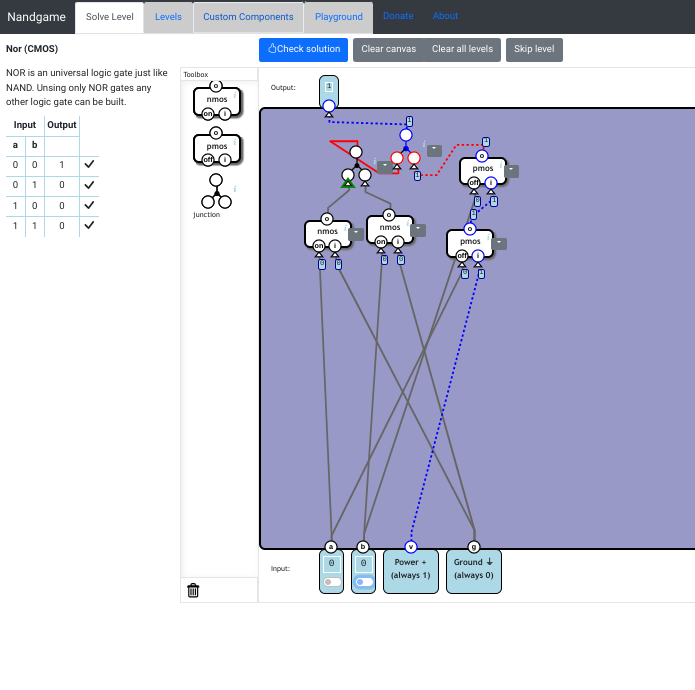 Nandgame
Solve Level
Levels
Custom Components
Playground
Donate
About
Nor (CMOS)
Check solution
Clear canvas
Clear all levels
Skip level
NOR is an universal logic gate just like
NAND. Unsing only NOR gates any
other logic gate can be built.
Input Output
a b
0 0 1
0 1 0
1 0 0
1 1 0
Toolbox
o
nmos
on i
o
pmos
off i
i
Junction
Output:
1
1
1
1
i
i
o
pmos
off i
i
0 1
1
o
pmos
off i
i
0 1
o
nmos
on i
i
0 0
o
nmos
on i
i
0 0
Input:
a
0
b
0
v
Power +
(always 1)
g
Ground ↓
(always 0)